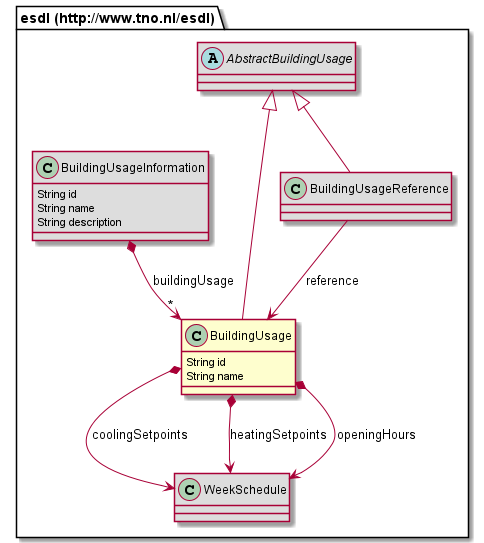 esdl (http://www.tno.nl/esdl)
A AbstractBuildingUsage
C BuildingUsageInformation
String id
String name
String description
C BuildingUsageReference
buildingUsage
reference
*
C BuildingUsage
String id
String name
coolingSetpoints
heatingSetpoints
openingHours
C WeekSchedule